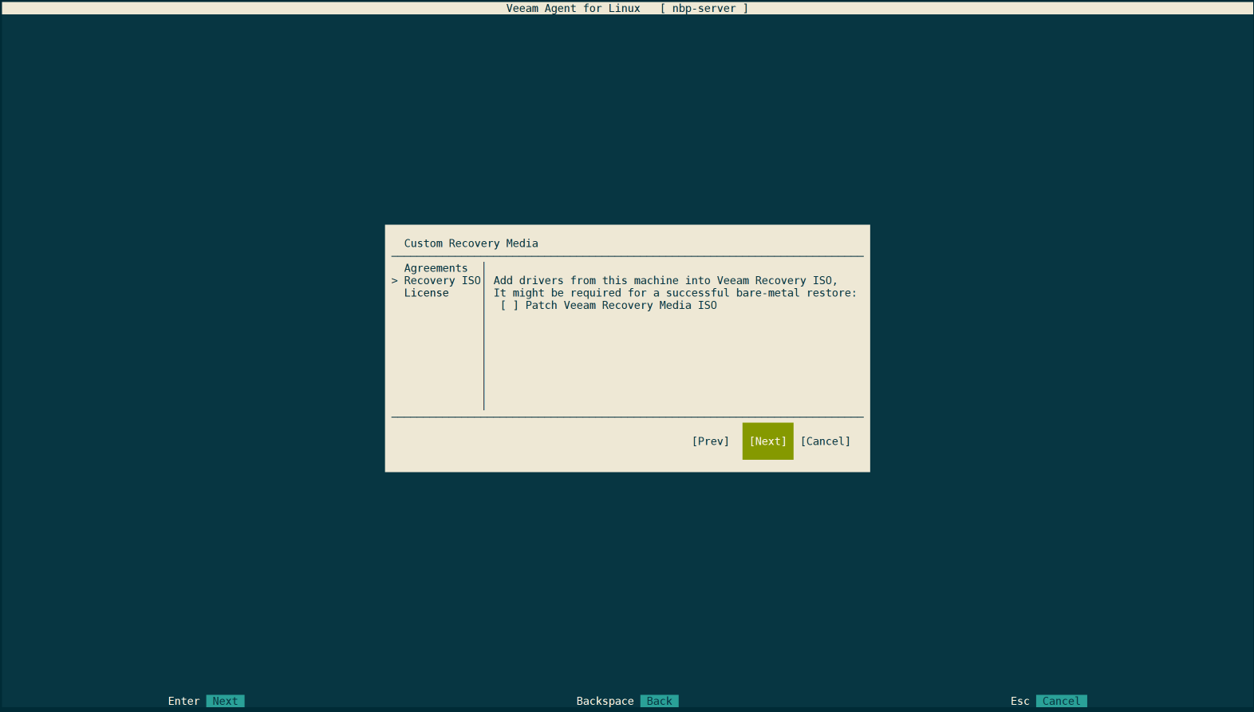 Veeam Agent for Linux [ nbp-server ]
Custom Recovery Media
Agreements
> Recovery ISO
License
Add drivers from this machine into Veeam Recovery ISO,
It might be required for a successful bare-metal restore:
[ ] Patch Veeam Recovery Media ISO
[Prev] [Next] [Cancel]
Enter Next Backspace Back Esc Cancel